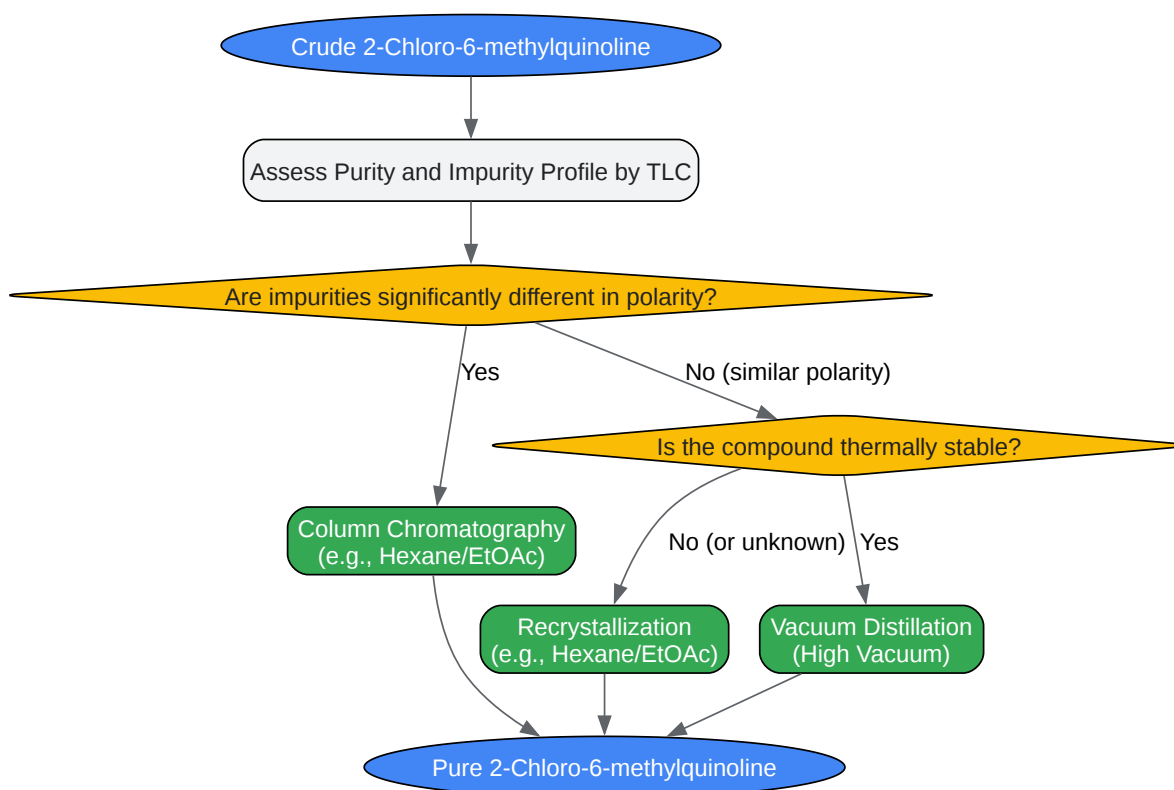 Crude 2-Chloro-6-methylquinoline
Assess Purity and Impurity Profile by TLC
Are impurities significantly different in polarity?
Yes
No (similar polarity)
Is the compound thermally stable?
Column Chromatography
(e.g., Hexane/EtOAc)
No (or unknown)
Yes
Recrystallization
(e.g., Hexane/EtOAc)
Vacuum Distillation
(High Vacuum)
Pure 2-Chloro-6-methylquinoline